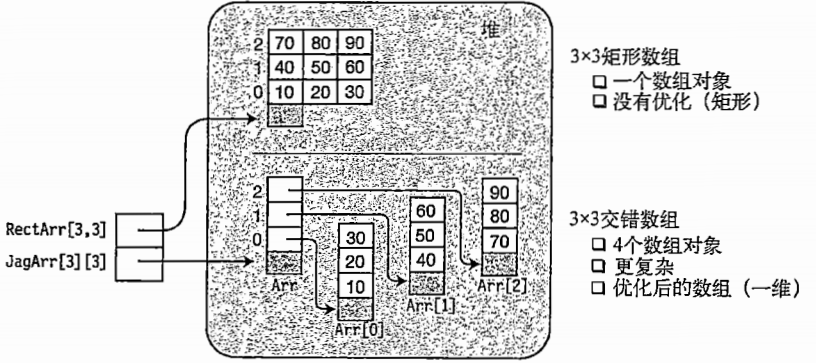 堆
2 70 80 90
1 40 50 60
0 10 20 30
3×3矩形数组
□ 一个数组对象
□ 没有优化（矩形）
RectArr[3,3]
JagArr[3][3]
2
1
0
Arr
30
20
10
Arr[0]
60
50
40
Arr[1]
90
80
70
Arr[2]
3×3交错数组
□ 4个数组对象
□ 更复杂
□ 优化后的数组（一维）